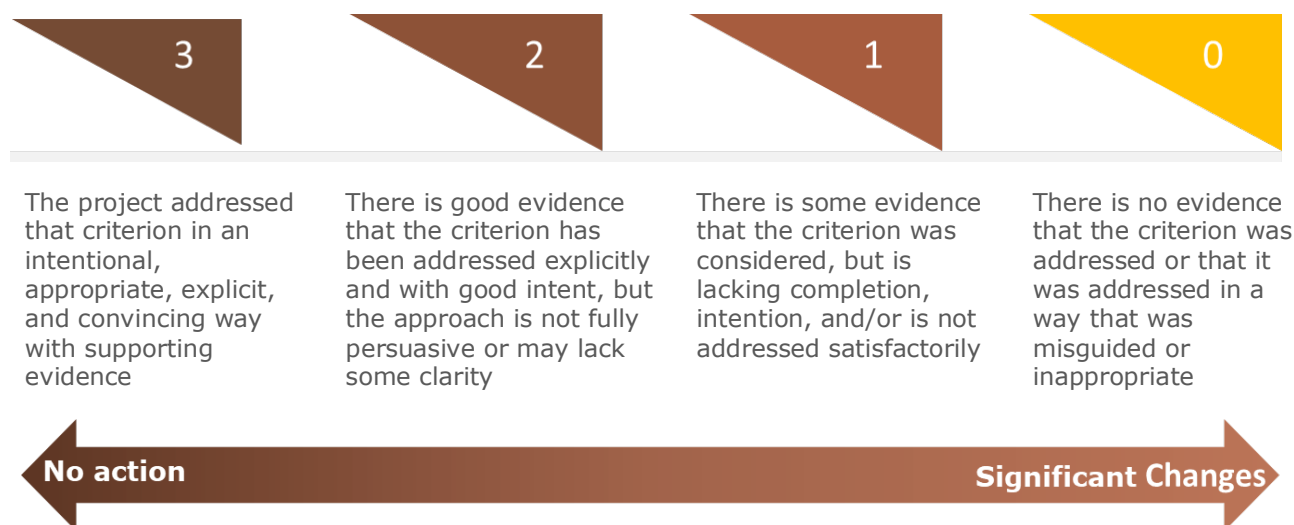 3
2
1
0
The project addressed
that criterion in an
intentional,
appropriate, explicit,
and convincing way
with supporting
evidence
There is good evidence
that the criterion has
been addressed explicitly
and with good intent, but
the approach is not fully
persuasive or may lack
some clarity
There is some evidence
that the criterion was
considered, but is
lacking completion,
intention, and/or is not
addressed satisfactorily
There is no evidence
that the criterion was
addressed or that it
was addressed in a
way that was
misguided or
inappropriate
No action
Significant Changes